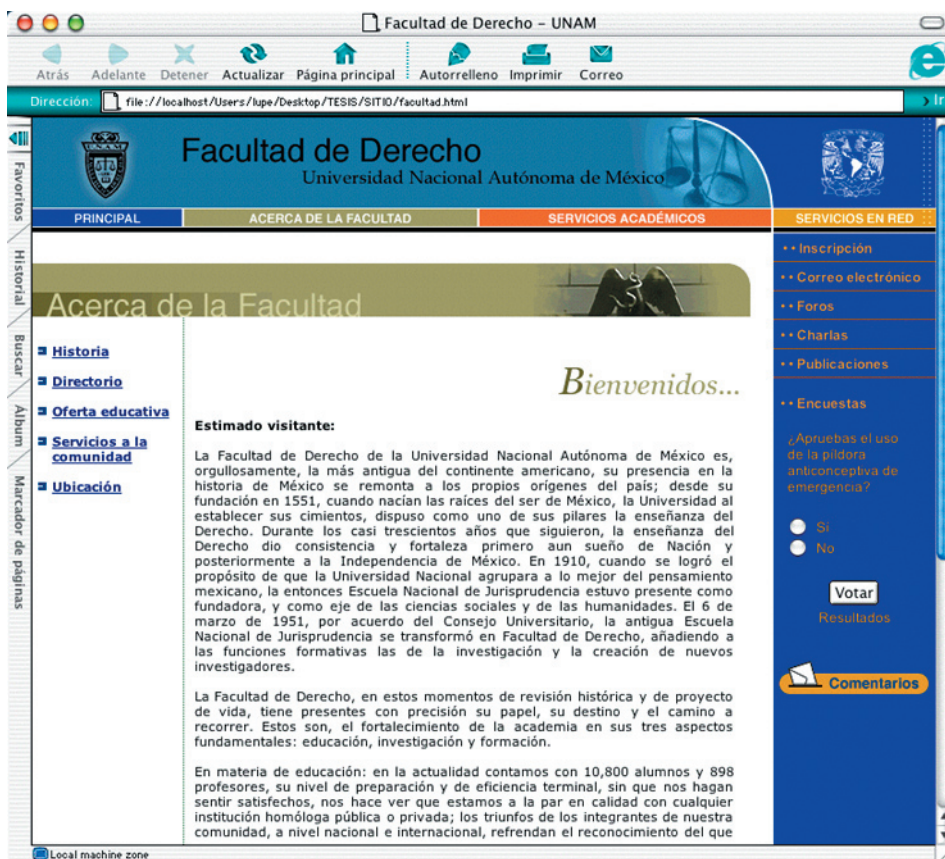 Facultad de Derecho – UNAM
Atrás Adelante Detener Actualizar Página principal Autorrelleno Imprimir Correo
Dirección: file://localhost/Users/lupe/Desktop/TESIS/SITIO/facultad.html Ir
Favoritos
Historial
Buscar
Álbum
Marcador de páginas
UNAM
Facultad de Derecho
Universidad Nacional Autónoma de México
PRINCIPAL ACERCA DE LA FACULTAD SERVICIOS ACADÉMICOS SERVICIOS EN RED
Acerca de la Facultad
Historia
Directorio
Oferta educativa
Servicios a la
comunidad
Ubicación
Bienvenidos...
Estimado visitante:
La Facultad de Derecho de la Universidad Nacional Autónoma de México es,
orgullosamente, la más antigua del continente americano, su presencia en la
historia de México se remonta a los propios orígenes del país; desde su
fundación en 1551, cuando nacían las raíces del ser de México, la Universidad al
establecer sus cimientos, dispuso como uno de sus pilares la enseñanza del
Derecho. Durante los casi trescientos años que siguieron, la enseñanza del
Derecho dio consistencia y fortaleza primero aun sueño de Nación y
posteriormente a la Independencia de México. En 1910, cuando se logró el
propósito de que la Universidad Nacional agrupara a lo mejor del pensamiento
mexicano, la entonces Escuela Nacional de Jurisprudencia estuvo presente como
fundadora, y como eje de las ciencias sociales y de las humanidades. El 6 de
marzo de 1951, por acuerdo del Consejo Universitario, la antigua Escuela
Nacional de Jurisprudencia se transformó en Facultad de Derecho, añadiendo a
las funciones formativas las de la investigación y la creación de nuevos
investigadores.
La Facultad de Derecho, en estos momentos de revisión histórica y de proyecto
de vida, tiene presentes con precisión su papel, su destino y el camino a
recorrer. Estos son, el fortalecimiento de la academia en sus tres aspectos
fundamentales: educación, investigación y formación.
En materia de educación: en la actualidad contamos con 10,800 alumnos y 898
profesores, su nivel de preparación y de eficiencia terminal, sin que nos hagan
sentir satisfechos, nos hace ver que estamos a la par en calidad con cualquier
institución homóloga pública o privada; los triunfos de los integrantes de nuestra
comunidad, a nivel nacional e internacional, refrendan el reconocimiento del que
Inscripción
Correo electrónico
Foros
Charlas
Publicaciones
Encuestas
¿Apruebas el uso
de la píldora
anticonceptiva de
emergencia?
Si
No
Votar
Resultados
Comentarios
Local machine zone